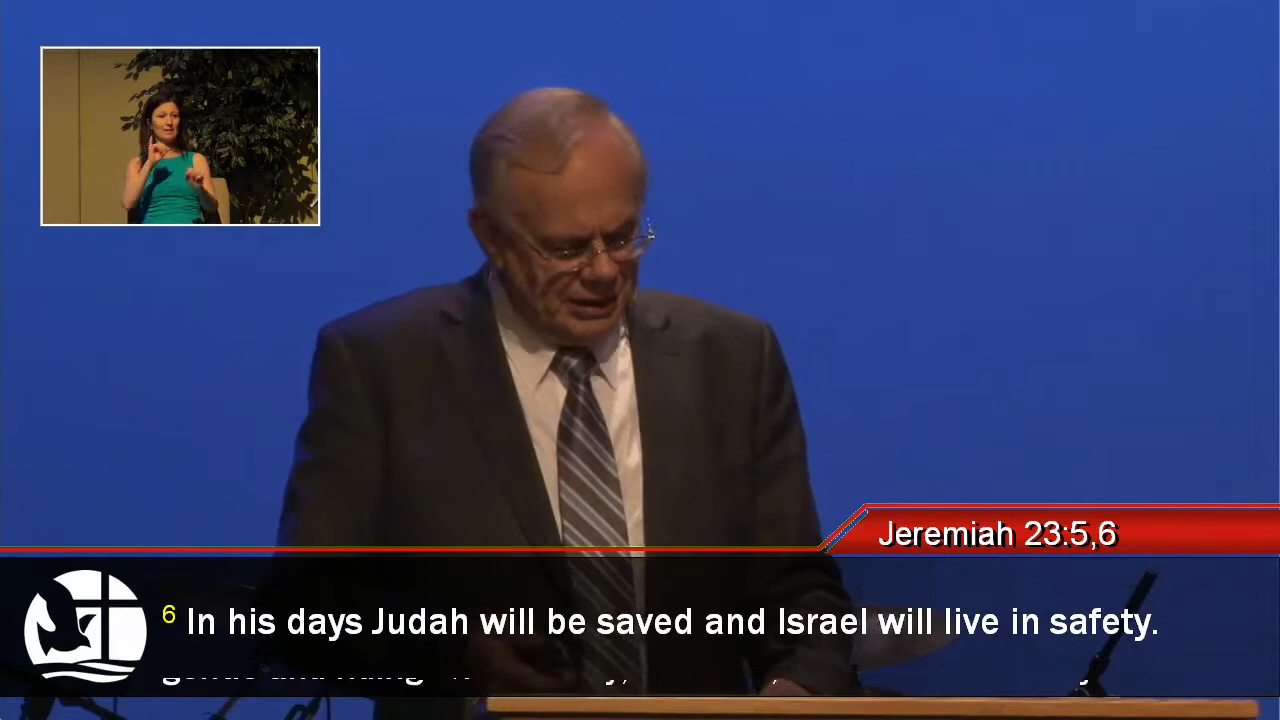 Jeremiah 23:5,6
6 In his days Judah will be saved and Israel will live in safety.